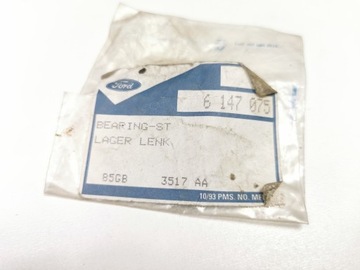 Ford
6 147 075
BEARING-ST
LAGER LENK
85GB 3517 AA
10/93 PMS. NO.